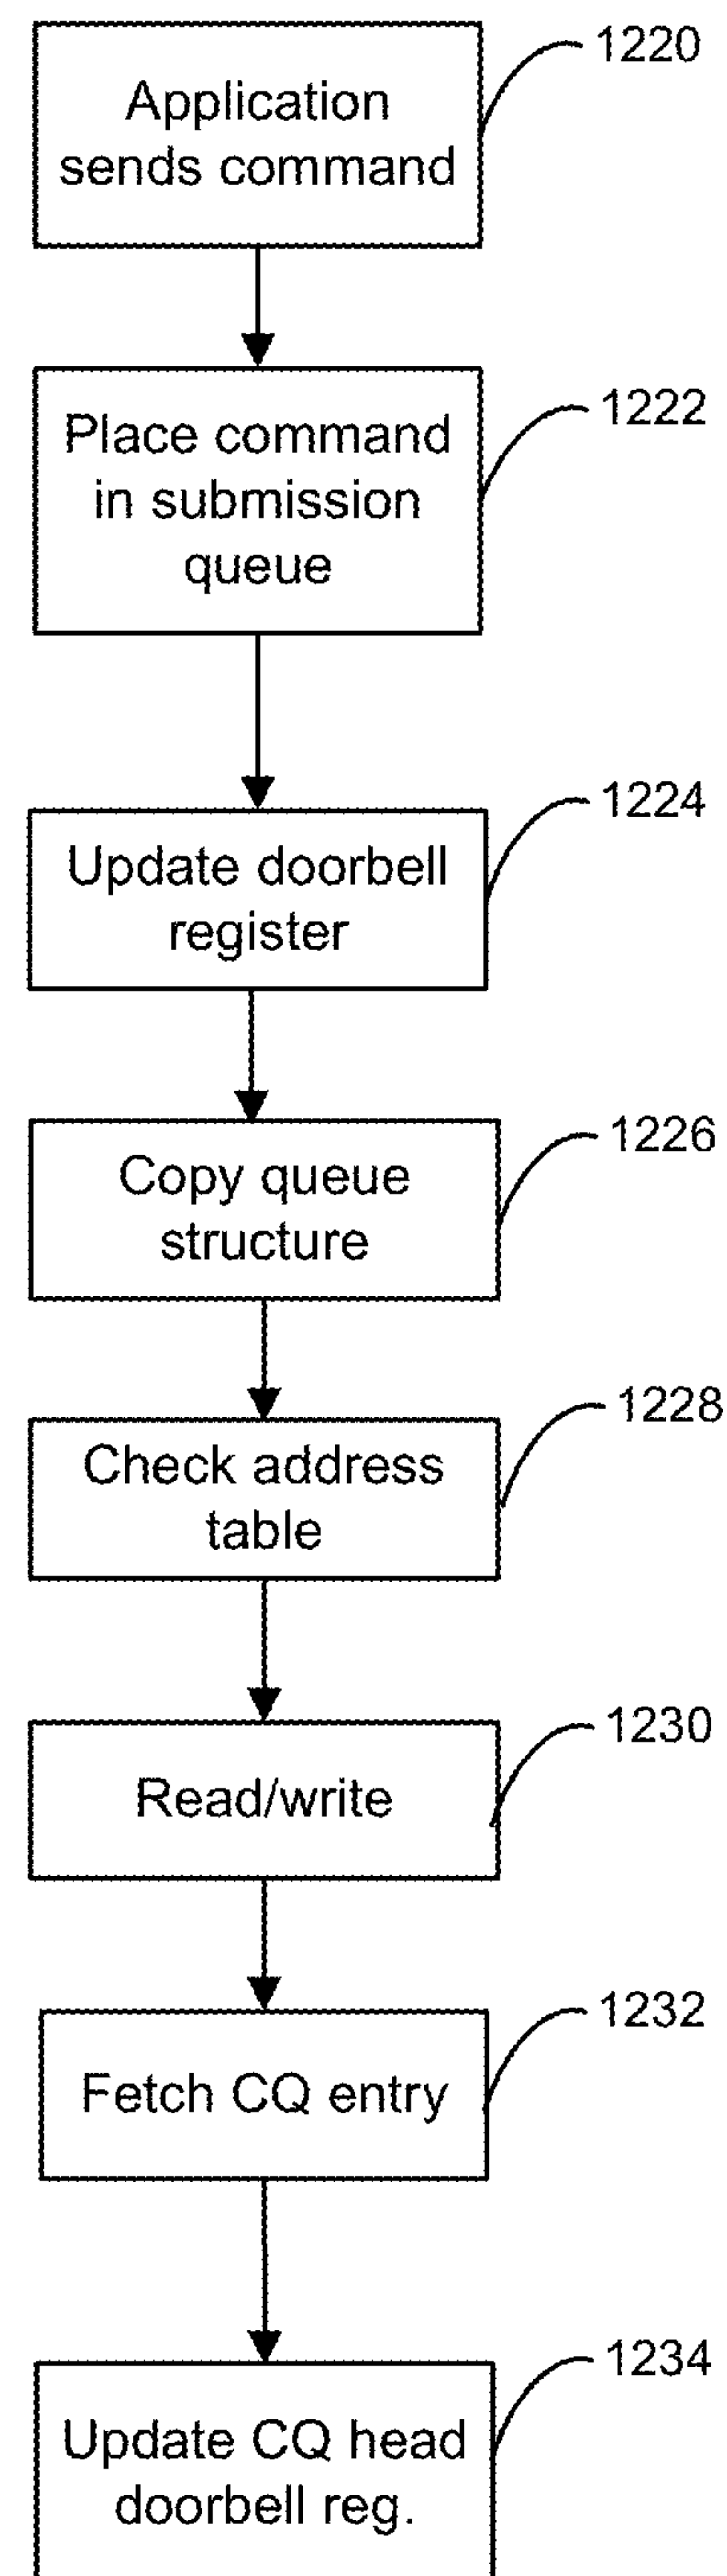 Application
sends command
1220
Place command
in submission
queue
1222
Update doorbell
register
1224
Copy queue
structure
1226
Check address
table
1228
Read/write
1230
Fetch CQ entry
1232
Update CQ head
doorbell reg.
1234